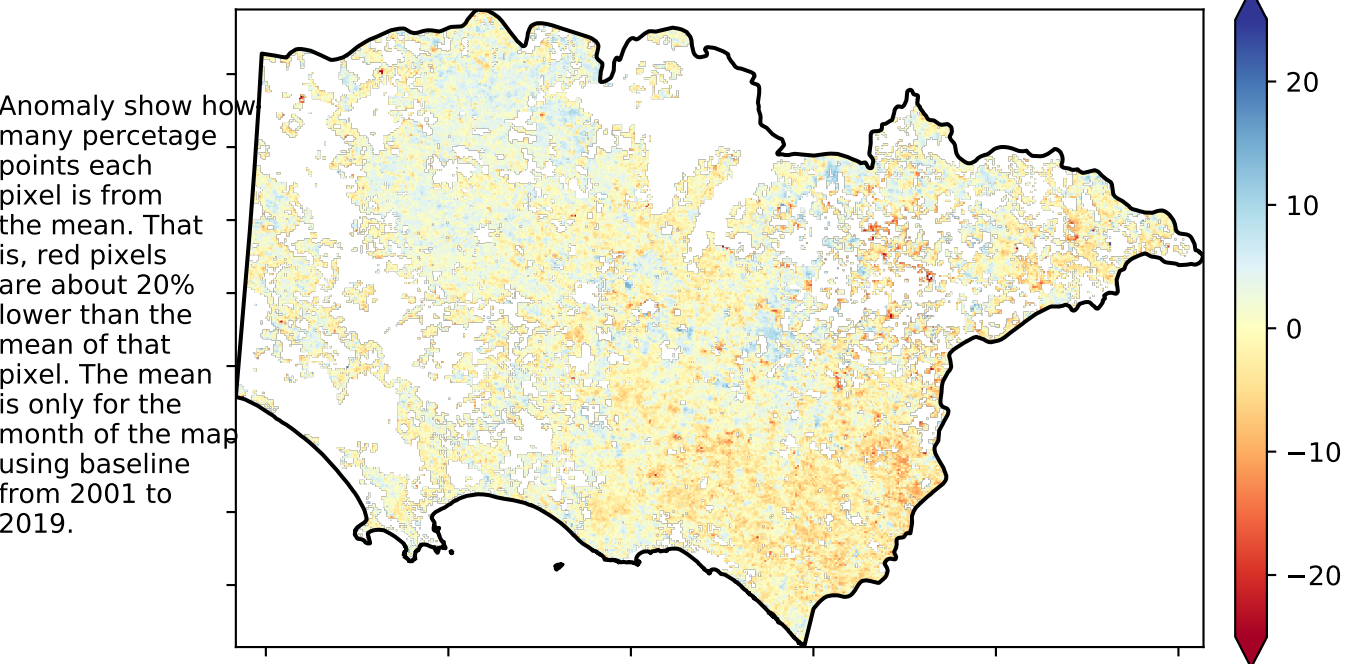 Anomaly show how
many percetage
points each
pixel is from
the mean. That
is, red pixels
are about 20%
lower than the
mean of that
pixel. The mean
is only for the
month of the map
using baseline
from 2001 to
2019.
20
10
0
−10
−20